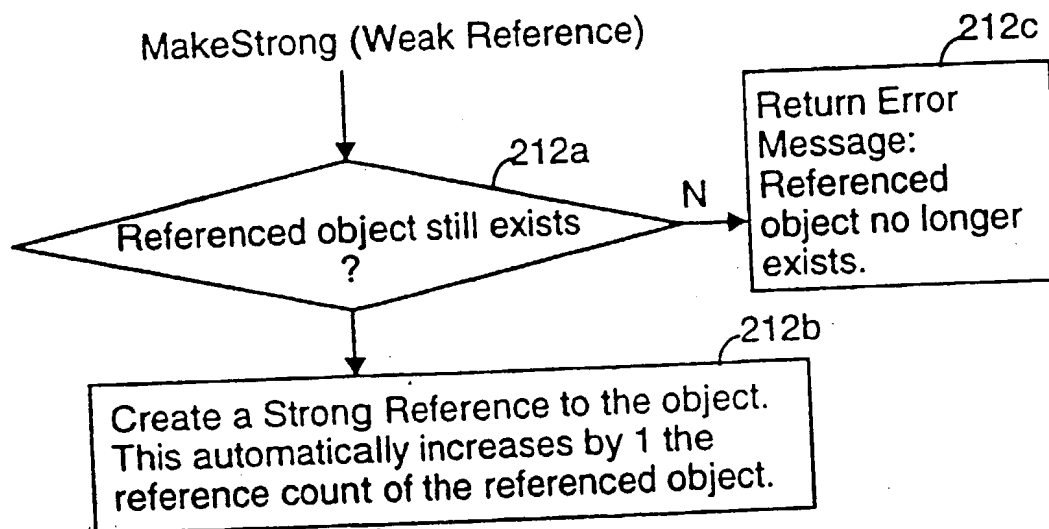 MakeStrong (Weak Reference)
212c
Return Error
Message:
Referenced
object no longer
exists.
212a
N
Referenced object still exists
?
212b
Create a Strong Reference to the object.
This automatically increases by 1 the
reference count of the referenced object.